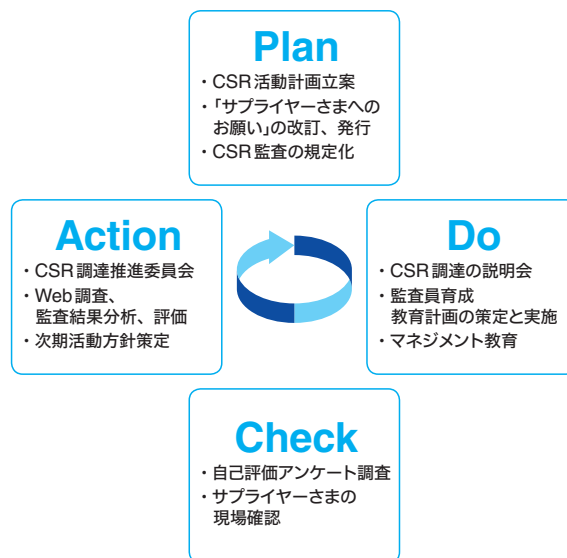 Plan
・CSR活動計画立案
・「サプライヤーさまへの
お願い」の改訂、発行
・CSR監査の規定化
Action
・CSR調達推進委員会
・Web調査、
監査結果分析、評価
・次期活動方針策定
Do
・CSR調達の説明会
・監査員育成
教育計画の策定と実施
・マネジメント教育
Check
・自己評価アンケート調査
・サプライヤーさまの
現場確認